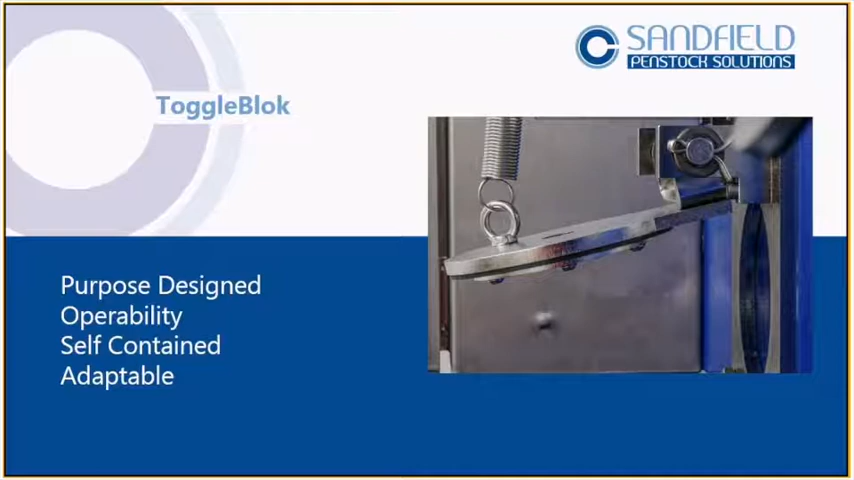 SANDFIELD
PENSTOCK SOLUTIONS
ToggleBlok
Purpose Designed
Operability
Self Contained
Adaptable